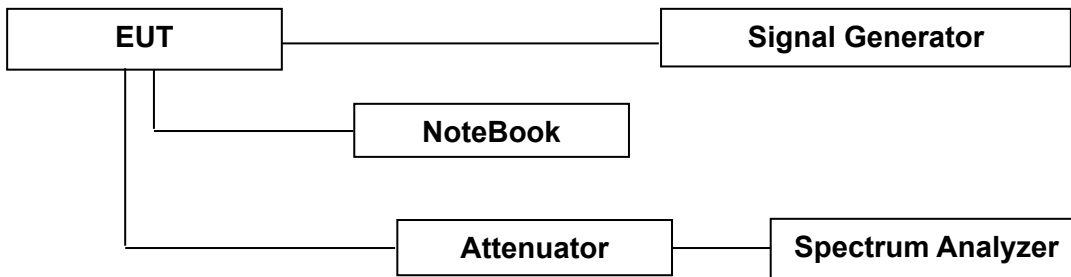 EUT
Signal Generator
NoteBook
Attenuator
Spectrum Analyzer